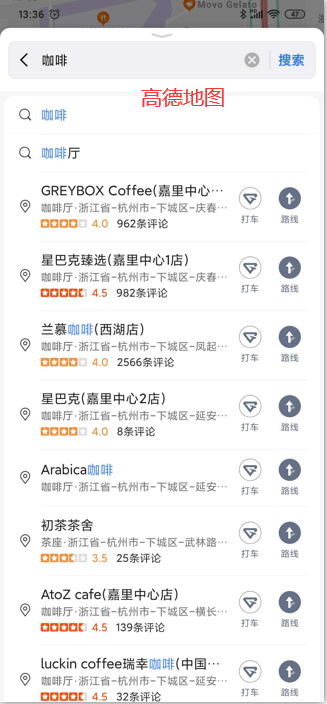 Movo Gelato
13:36
47
咖啡
搜索
高德地图
咖啡
咖啡厅
GREYBOX Coffee(嘉里中心…
咖啡厅·浙江省-杭州市-下城区-庆春…
4.0 962条评论
打车 路线
星巴克臻选(嘉里中心1店)
咖啡厅·浙江省-杭州市-下城区-庆春…
4.5 982条评论
打车 路线
兰慕咖啡(西湖店)
咖啡厅·浙江省-杭州市-下城区-凤起…
4.0 2566条评论
打车 路线
星巴克(嘉里中心2店)
咖啡厅·浙江省-杭州市-下城区-延安…
4.0 8条评论
打车 路线
Arabica咖啡
咖啡厅·浙江省-杭州市-下城区-延安…
打车 路线
初茶茶舍
茶座·浙江省-杭州市-下城区-武林路…
3.5 25条评论
打车 路线
AtoZ cafe(嘉里中心店)
咖啡厅·浙江省-杭州市-下城区-横长…
4.5 139条评论
打车 路线
luckin coffee瑞幸咖啡(中国…
咖啡厅·浙江省-杭州市-下城区-延安…
4.5 32条评论
打车 路线